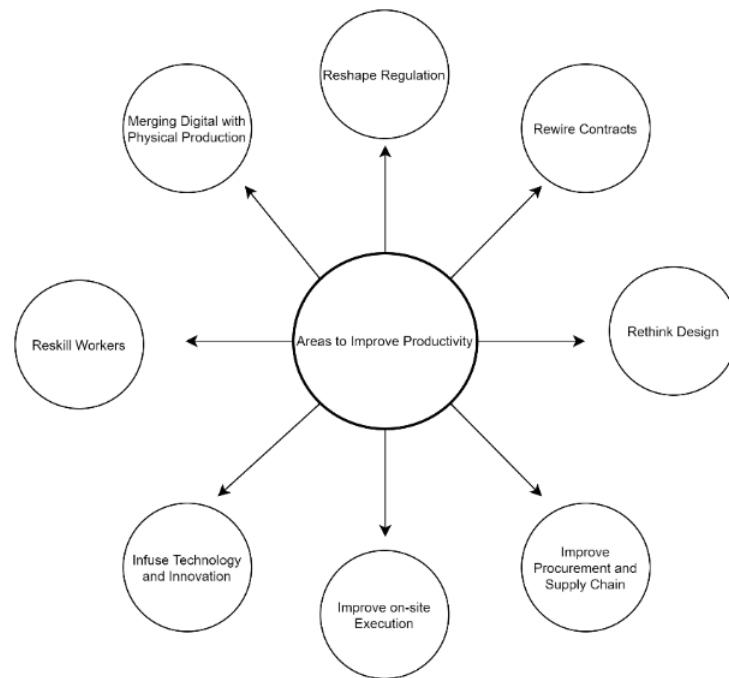 Reshape Regulation
Merging Digital with
Physical Production
Rewire Contracts
Reskill Workers
Areas to Improve Productivity
Rethink Design
Infuse Technology
and Innovation
Improve on-site
Execution
Improve
Procurement and
Supply Chain